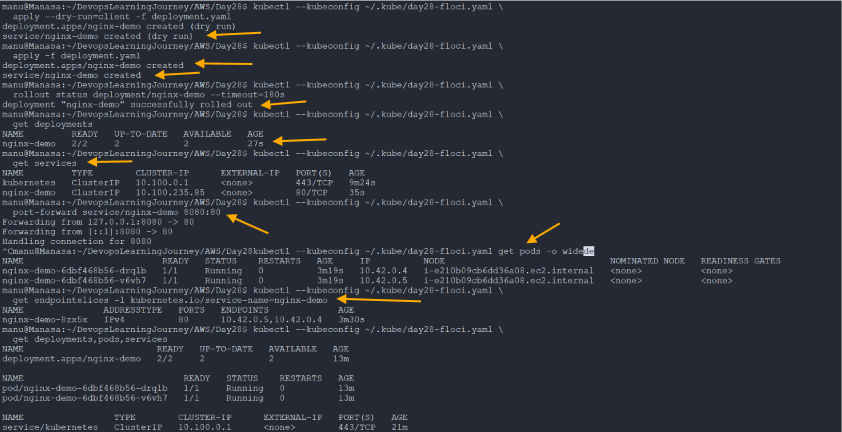 manu@Manasa:~/DevopsLearningJourney/AWS/Day28$ kubectl --kubeconfig ~/.kube/day28-floci.yaml \
  apply --dry-run=client -f deployment.yaml
deployment.apps/nginx-demo created (dry run)
service/nginx-demo created (dry run)
manu@Manasa:~/DevopsLearningJourney/AWS/Day28$ kubectl --kubeconfig ~/.kube/day28-floci.yaml \
  apply -f deployment.yaml
deployment.apps/nginx-demo created
service/nginx-demo created
manu@Manasa:~/DevopsLearningJourney/AWS/Day28$ kubectl --kubeconfig ~/.kube/day28-floci.yaml \
  rollout status deployment/nginx-demo --timeout=180s
deployment "nginx-demo" successfully rolled out
manu@Manasa:~/DevopsLearningJourney/AWS/Day28$ kubectl --kubeconfig ~/.kube/day28-floci.yaml \
  get deployments
NAME         READY   UP-TO-DATE   AVAILABLE   AGE
nginx-demo   2/2     2            2           27s
manu@Manasa:~/DevopsLearningJourney/AWS/Day28$ kubectl --kubeconfig ~/.kube/day28-floci.yaml \
  get services
NAME         TYPE        CLUSTER-IP      EXTERNAL-IP   PORT(S)   AGE
kubernetes   ClusterIP   10.100.0.1      <none>        443/TCP   9m24s
nginx-demo   ClusterIP   10.100.235.85   <none>        80/TCP    35s
manu@Manasa:~/DevopsLearningJourney/AWS/Day28$ kubectl --kubeconfig ~/.kube/day28-floci.yaml \
  port-forward service/nginx-demo 8080:80
Forwarding from 127.0.0.1:8080 -> 80
Forwarding from [::1]:8080 -> 80
Handling connection for 8080
^Cmanu@Manasa:~/DevopsLearningJourney/AWS/Day28kubectl --kubeconfig ~/.kube/day28-floci.yaml get pods -o widede
NAME                          READY   STATUS    RESTARTS   AGE     IP          NODE                               NOMINATED NODE   READINESS GATES
nginx-demo-6dbf468b56-drqlb   1/1     Running   0          3m19s   10.42.0.4   i-e210b09cb6dd36a08.ec2.internal   <none>           <none>
nginx-demo-6dbf468b56-v6vh7   1/1     Running   0          3m19s   10.42.0.5   i-e210b09cb6dd36a08.ec2.internal   <none>           <none>
manu@Manasa:~/DevopsLearningJourney/AWS/Day28$ kubectl --kubeconfig ~/.kube/day28-floci.yaml \
  get endpointslices -l kubernetes.io/service-name=nginx-demo
NAME               ADDRESSTYPE   PORTS   ENDPOINTS             AGE
nginx-demo-8zx5x   IPv4          80      10.42.0.5,10.42.0.4   3m30s
manu@Manasa:~/DevopsLearningJourney/AWS/Day28$ kubectl --kubeconfig ~/.kube/day28-floci.yaml \
  get deployments,pods,services
NAME                         READY   UP-TO-DATE   AVAILABLE   AGE
deployment.apps/nginx-demo   2/2     2            2           13m
NAME                              READY   STATUS    RESTARTS   AGE
pod/nginx-demo-6dbf468b56-drqlb   1/1     Running   0          13m
pod/nginx-demo-6dbf468b56-v6vh7   1/1     Running   0          13m
NAME                 TYPE        CLUSTER-IP      EXTERNAL-IP   PORT(S)   AGE
service/kubernetes   ClusterIP   10.100.0.1      <none>        443/TCP   21m